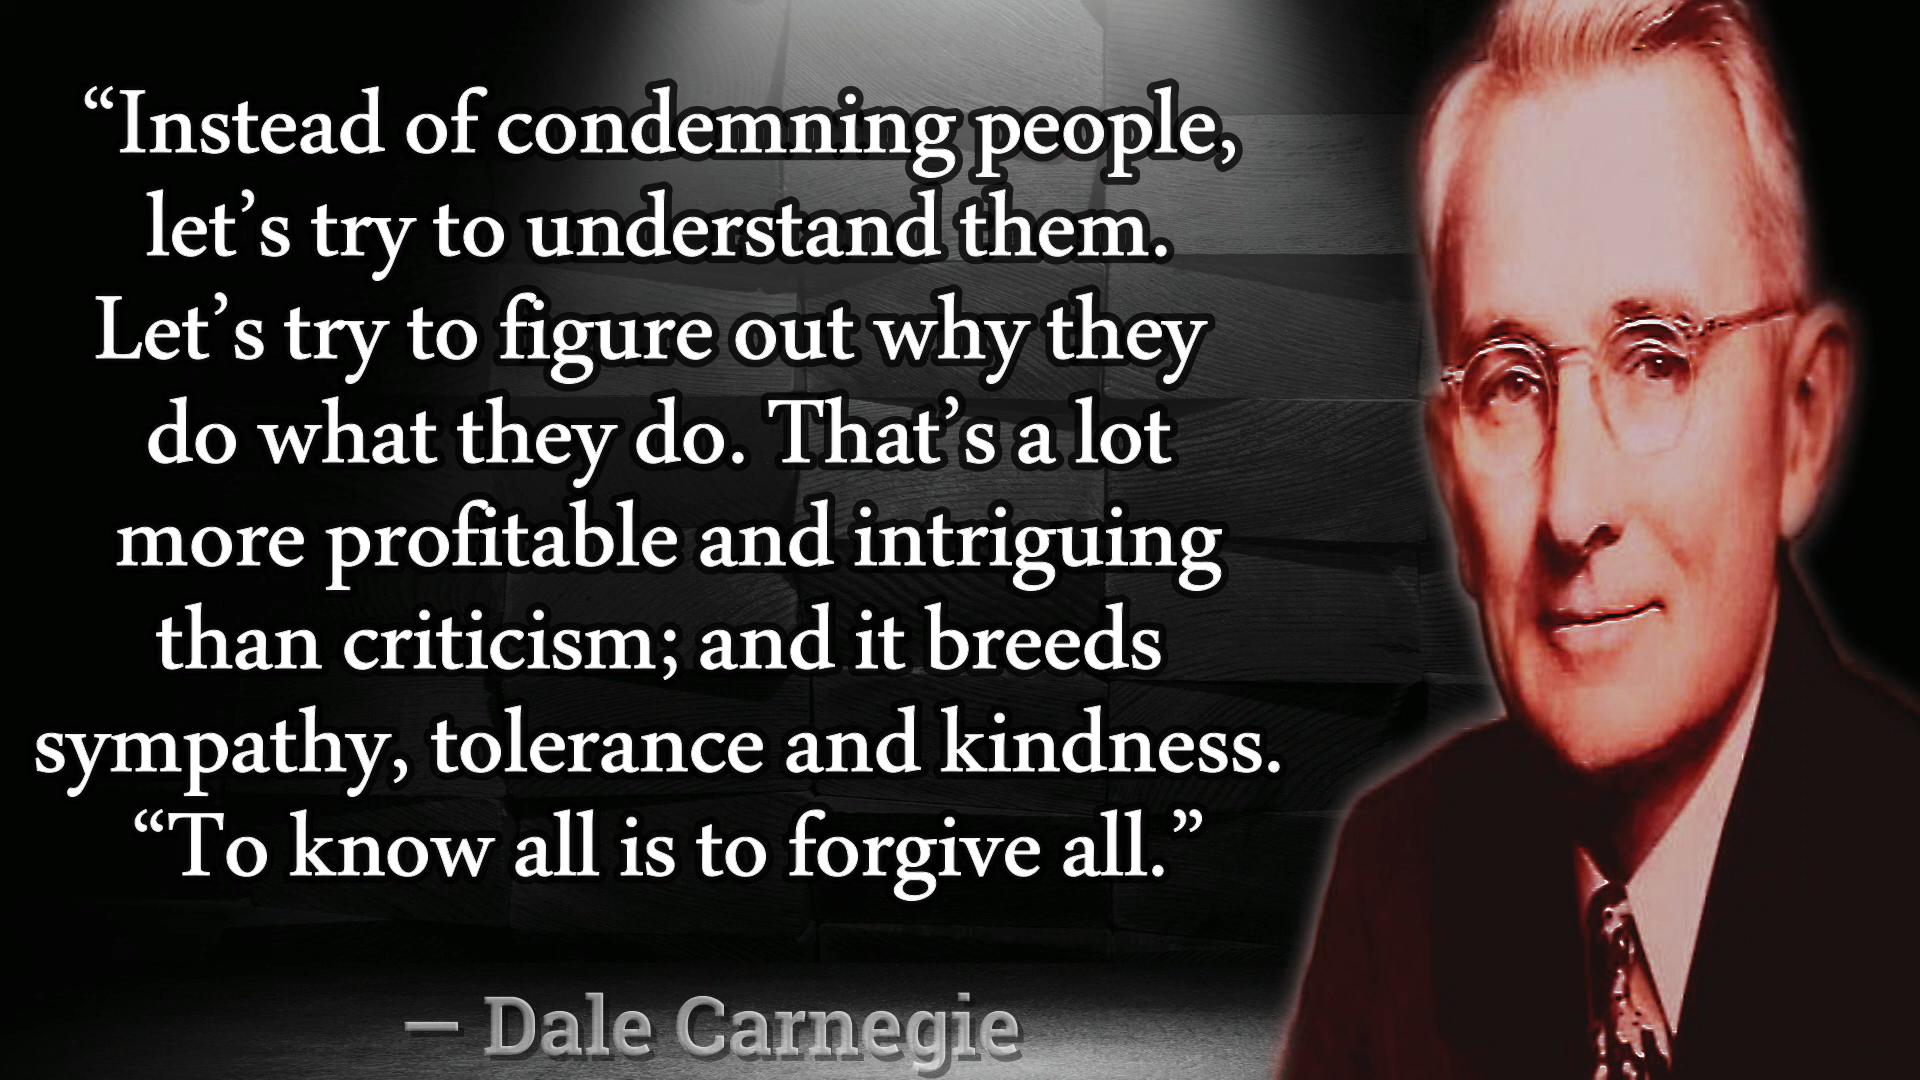 “Instead of condemning people,
let’s try to understand them.
Let’s try to figure out why they
do what they do. That’s a lot
more profitable and intriguing
than criticism; and it breeds
sympathy, tolerance and kindness.
“To know all is to forgive all.”
– Dale Carnegie